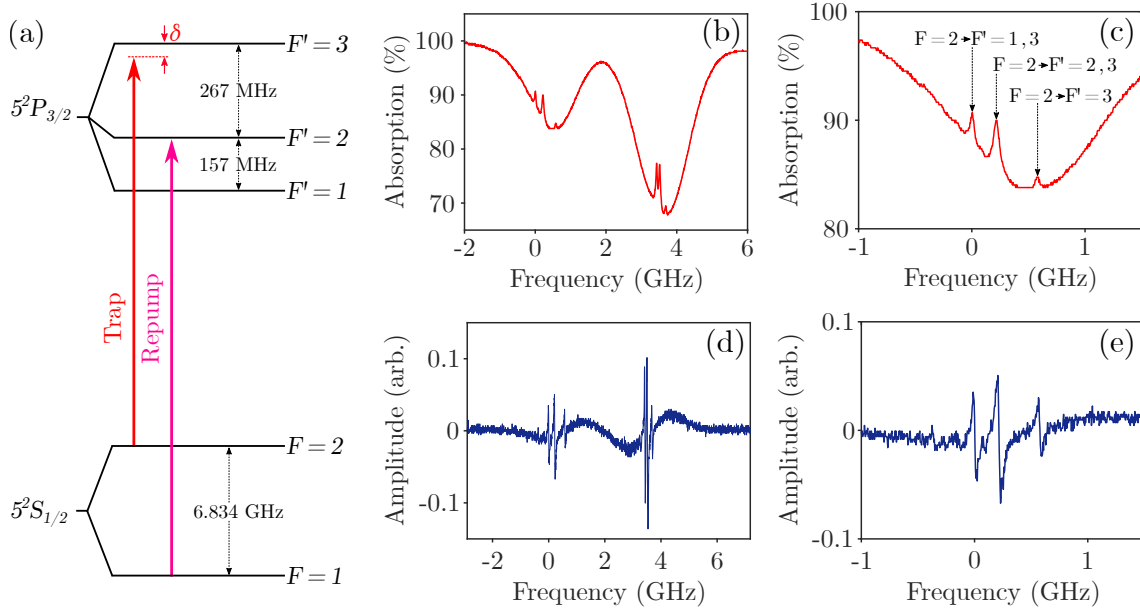 (a)
δ
F' = 3
267 MHz
5²P₃/₂
F' = 2
157 MHz
F' = 1
Trap
Repump
F = 2
5²S₁/₂
6.834 GHz
F = 1
(b)
Absorption (%)
100
90
80
70
-2 0 2 4 6
Frequency (GHz)
(c)
Absorption (%)
100
90
80
F = 2 → F' = 1, 3
F = 2 → F' = 2, 3
F = 2 → F' = 3
-1 0 1
Frequency (GHz)
(d)
Amplitude (arb.)
0.1
0
-0.1
-2 0 2 4 6
Frequency (GHz)
(e)
Amplitude (arb.)
0.1
0
-0.1
-1 0 1
Frequency (GHz)